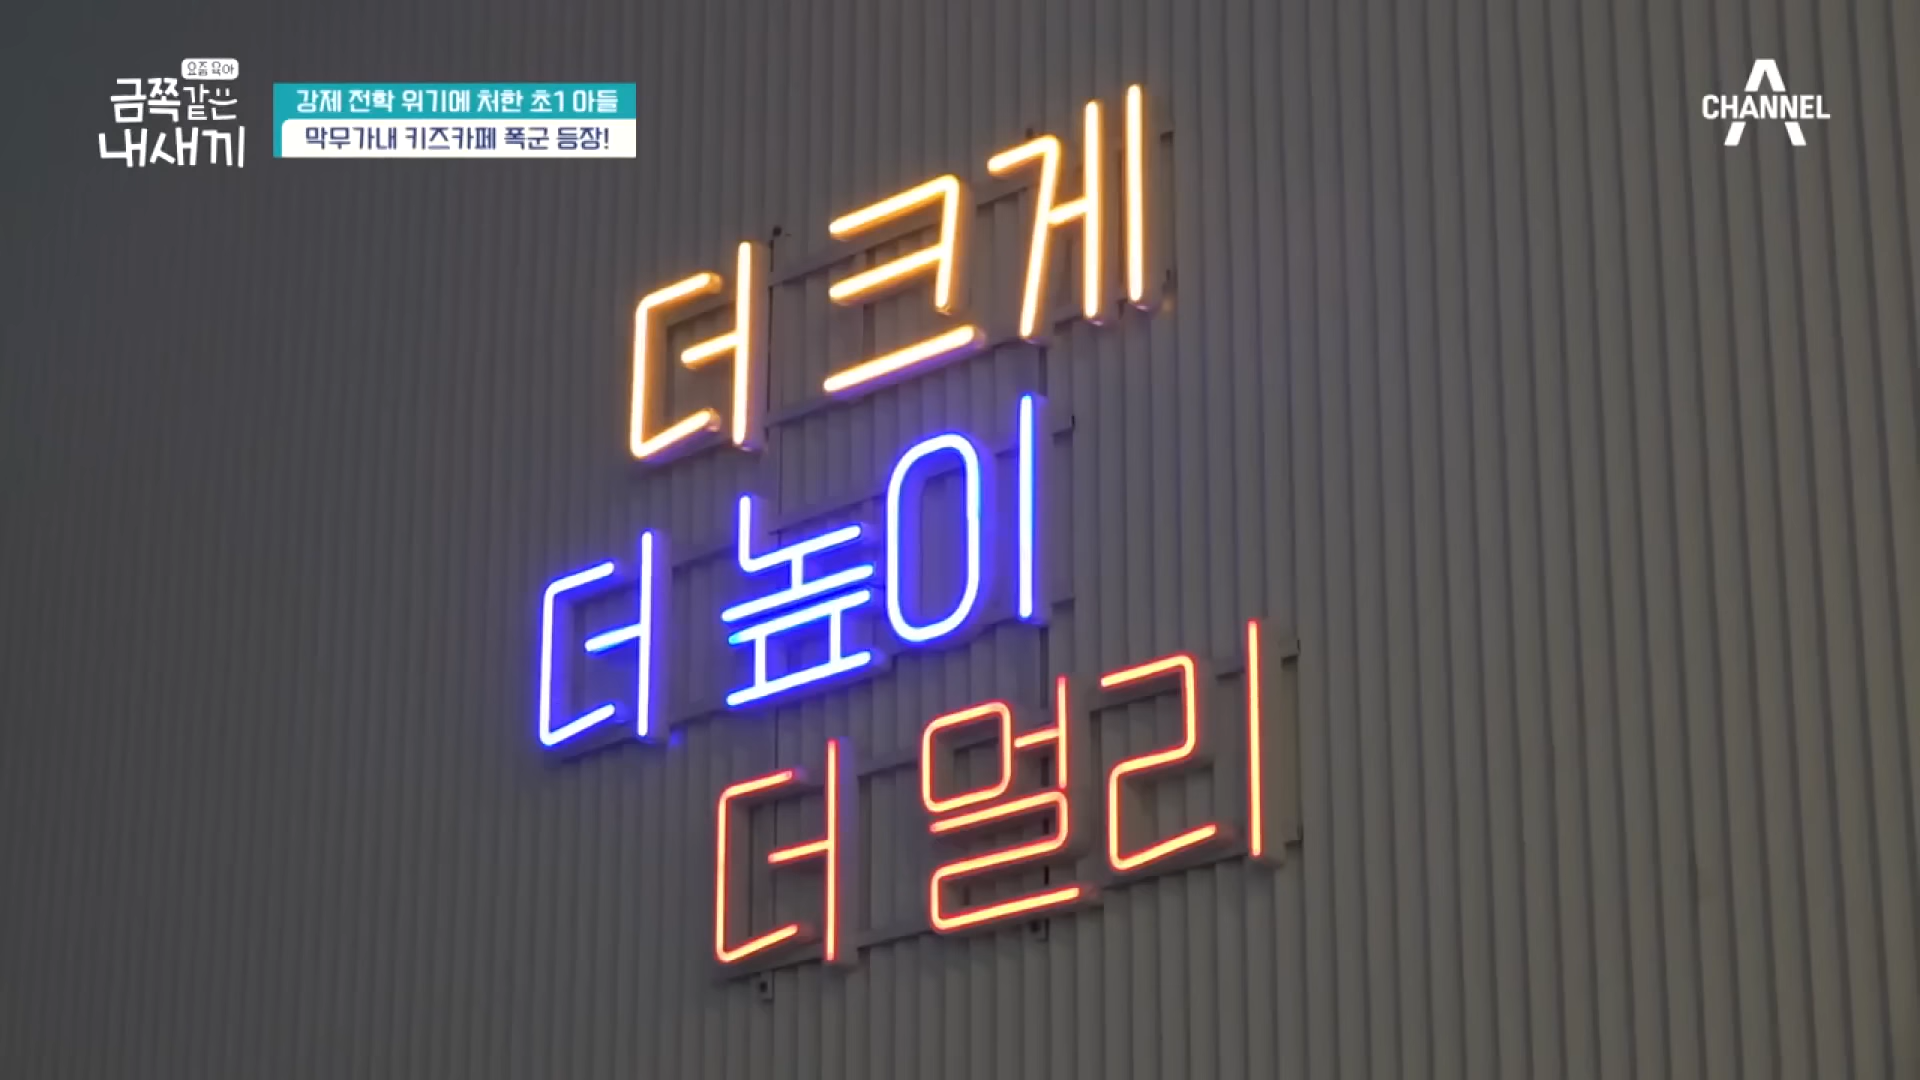 요즘 육아
금쪽같은
내새끼
강제 전학 위기에 처한 초1 아들
막무가내 키즈카페 폭군 등장!
CHANNEL A
더 크게
더 높이
더 멀리